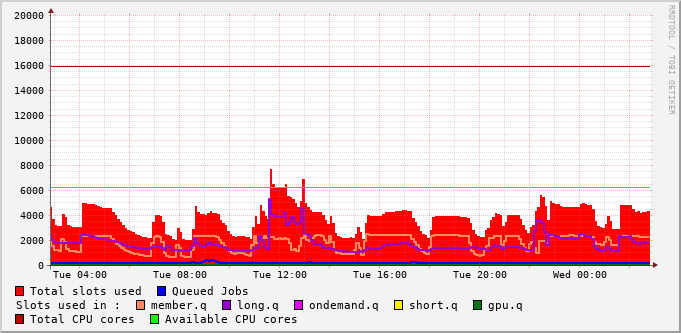 20000
18000
16000
14000
12000
10000
8000
6000
4000
2000
0
Tue 04:00 Tue 08:00 Tue 12:00 Tue 16:00 Tue 20:00 Wed 00:00
RRDTOOL / TOBI OETIKER
Total slots used Queued Jobs
Slots used in : member.q long.q ondemand.q short.q gpu.q
Total CPU cores Available CPU cores